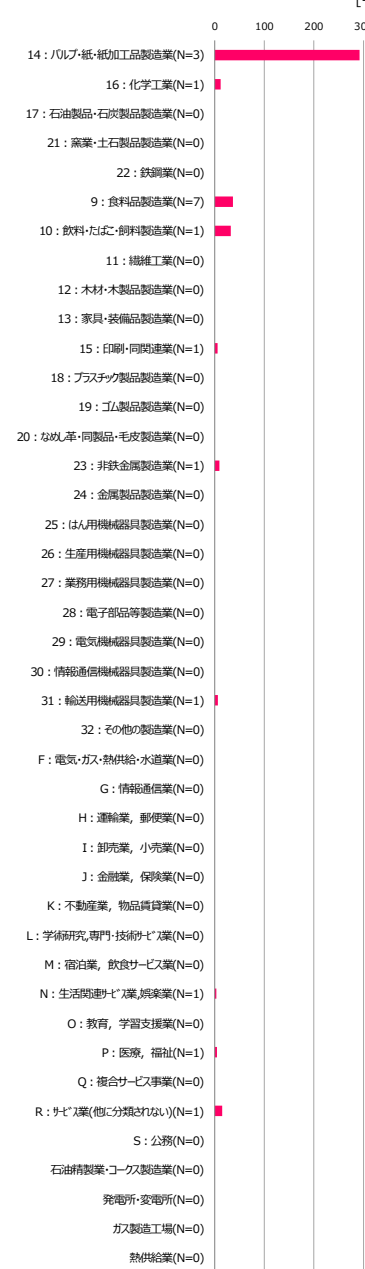 0 100 200 30
14：パルプ・紙・紙加工品製造業(N=3)
16：化学工業(N=1)
17：石油製品・石炭製品製造業(N=0)
21：窯業・土石製品製造業(N=0)
22：鉄鋼業(N=0)
9：食料品製造業(N=7)
10：飲料・たばこ・飼料製造業(N=1)
11：繊維工業(N=0)
12：木材・木製品製造業(N=0)
13：家具・装備品製造業(N=0)
15：印刷・同関連業(N=1)
18：プラスチック製品製造業(N=0)
19：ゴム製品製造業(N=0)
20：なめし革・同製品・毛皮製造業(N=0)
23：非鉄金属製造業(N=1)
24：金属製品製造業(N=0)
25：はん用機械器具製造業(N=0)
26：生産用機械器具製造業(N=0)
27：業務用機械器具製造業(N=0)
28：電子部品等製造業(N=0)
29：電気機械器具製造業(N=0)
30：情報通信機械器具製造業(N=0)
31：輸送用機械器具製造業(N=1)
32：その他の製造業(N=0)
F：電気・ガス・熱供給・水道業(N=0)
G：情報通信業(N=0)
H：運輸業，郵便業(N=0)
I：卸売業，小売業(N=0)
J：金融業，保険業(N=0)
K：不動産業，物品賃貸業(N=0)
L：学術研究,専門・技術ｻｰﾋﾞｽ業(N=0)
M：宿泊業，飲食サービス業(N=0)
N：生活関連ｻｰﾋﾞｽ業,娯楽業(N=1)
O：教育，学習支援業(N=0)
P：医療，福祉(N=1)
Q：複合サービス事業(N=0)
R：ｻｰﾋﾞｽ業(他に分類されない)(N=1)
S：公務(N=0)
石油精製業・コークス製造業(N=0)
発電所・変電所(N=0)
ガス製造工場(N=0)
熱供給業(N=0)